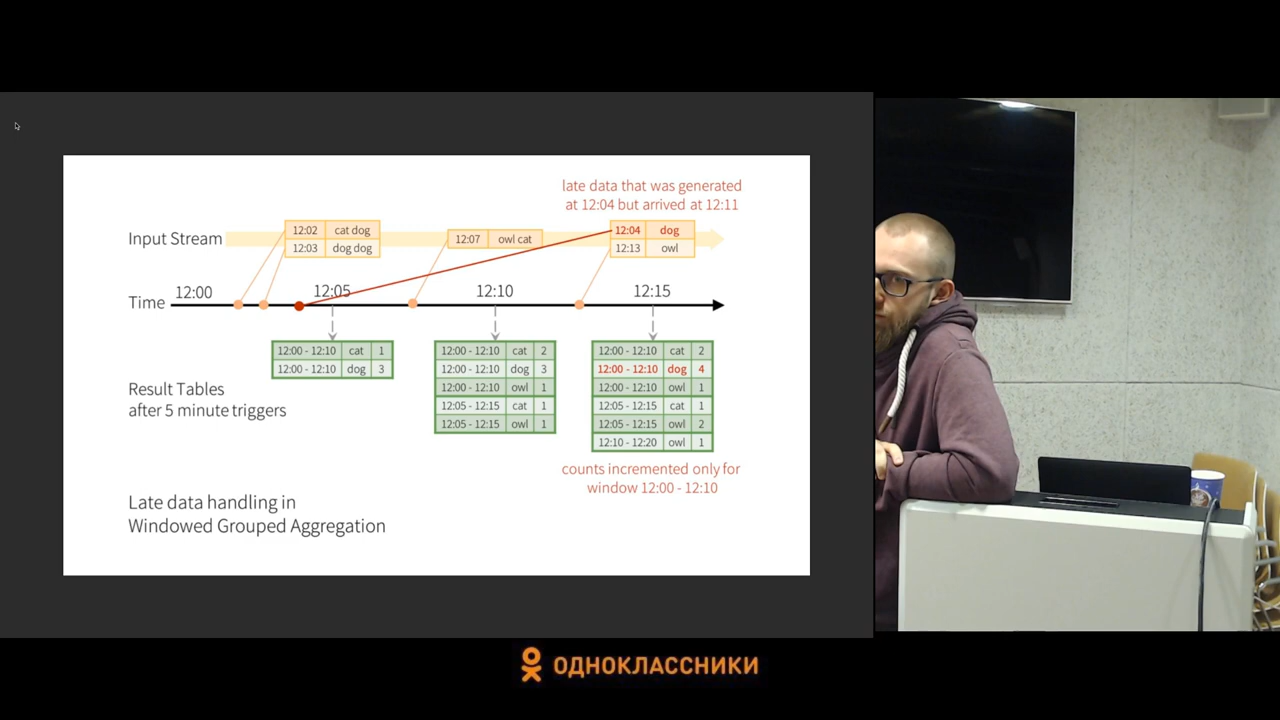 late data that was generated
at 12:04 but arrived at 12:11
Input Stream
12:02 cat dog
12:03 dog dog
12:07 owl cat
12:04 dog
12:13 owl
Time
12:00
12:05
12:10
12:15
12:00 - 12:10 cat 1
12:00 - 12:10 dog 3
12:00 - 12:10 cat 2
12:00 - 12:10 dog 3
12:00 - 12:10 owl 1
12:05 - 12:15 cat 1
12:05 - 12:15 owl 1
12:00 - 12:10 cat 2
12:00 - 12:10 dog 4
12:00 - 12:10 owl 1
12:05 - 12:15 cat 1
12:05 - 12:15 owl 2
12:10 - 12:20 owl 1
Result Tables
after 5 minute triggers
counts incremented only for
window 12:00 - 12:10
Late data handling in
Windowed Grouped Aggregation
ОДНОКЛАССНИКИ